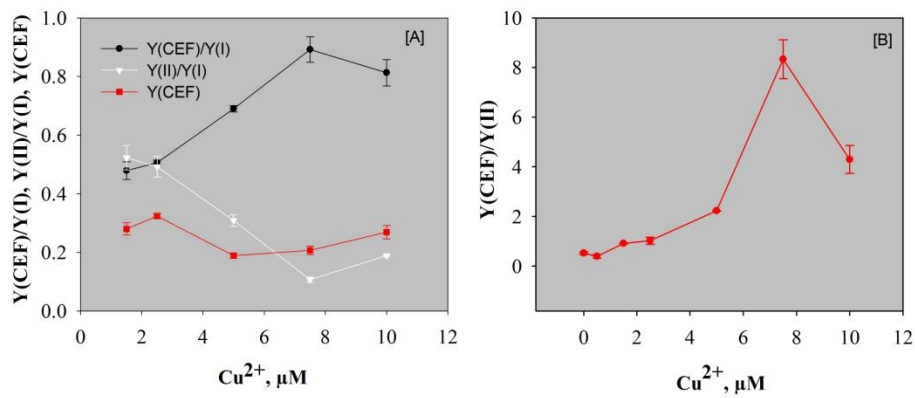 Y(CEF)/Y(I), Y(II)/Y(I), Y(CEF)
1.0
0.8
0.6
0.4
0.2
0.0
[A]
Y(CEF)/Y(I)
Y(II)/Y(I)
Y(CEF)
0 2 4 6 8 10 12
Cu2+, µM
Y(CEF)/Y(II)
10
8
6
4
2
0
[B]
0 2 4 6 8 10 12
Cu2+, µM